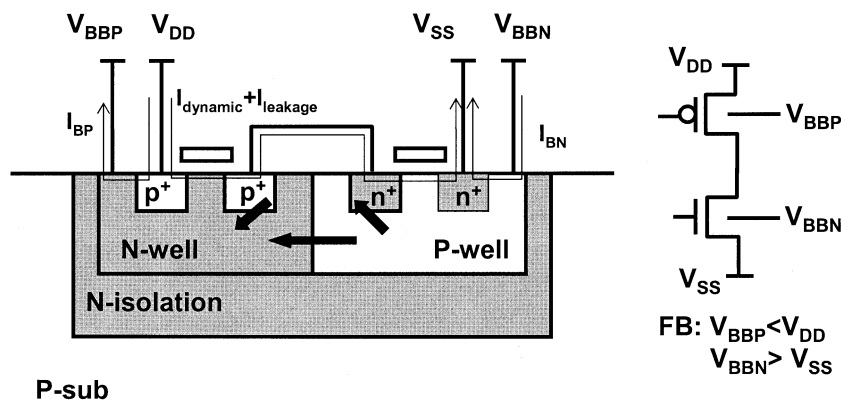 V_BBP V_DD V_SS V_BBN
I_BP I_dynamic+I_leakage I_BN
p+ p+ n+ n+
N-well P-well
N-isolation
P-sub
V_DD
V_BBP
V_BBN
V_SS
FB: V_BBP<V_DD
V_BBN> V_SS